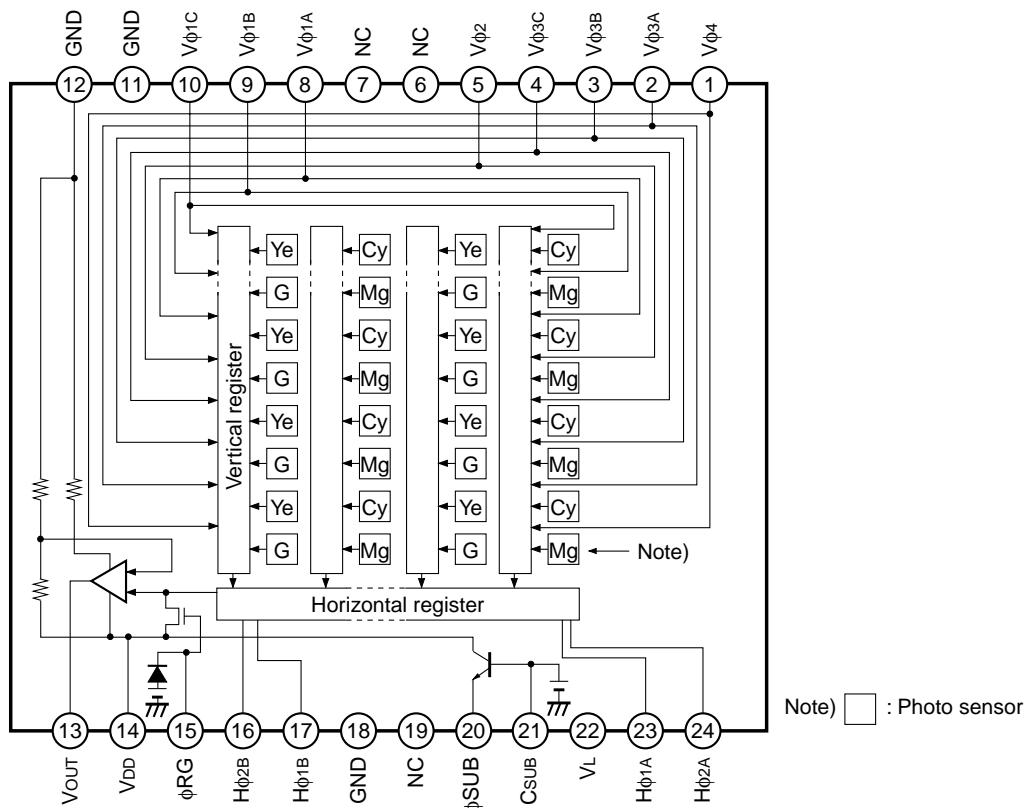 GND GND Vφ1C Vφ1B Vφ1A NC NC Vφ2 Vφ3C Vφ3B Vφ3A Vφ4
12 11 10 9 8 7 6 5 4 3 2 1
Vertical register
Ye Cy Ye Cy
G Mg G Mg
Ye Cy Ye Cy
G Mg G Mg
Ye Cy Ye Cy
G Mg G Mg
Ye Cy Ye Cy
G Mg G Mg Note)
Horizontal register
Note) : Photo sensor
13 14 15 16 17 18 19 20 21 22 23 24
VOUT VDD φRG Hφ2B Hφ1B GND NC φSUB CSUB VL Hφ1A Hφ2A